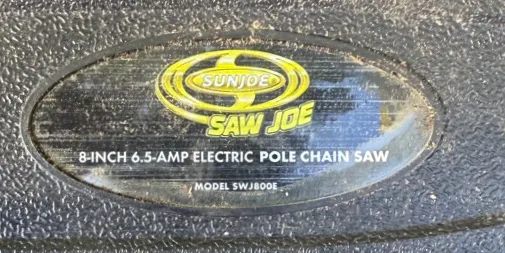 SUNJOE
SAW JOE
8-INCH 6.5-AMP ELECTRIC POLE CHAIN SAW
MODEL SWJ800E